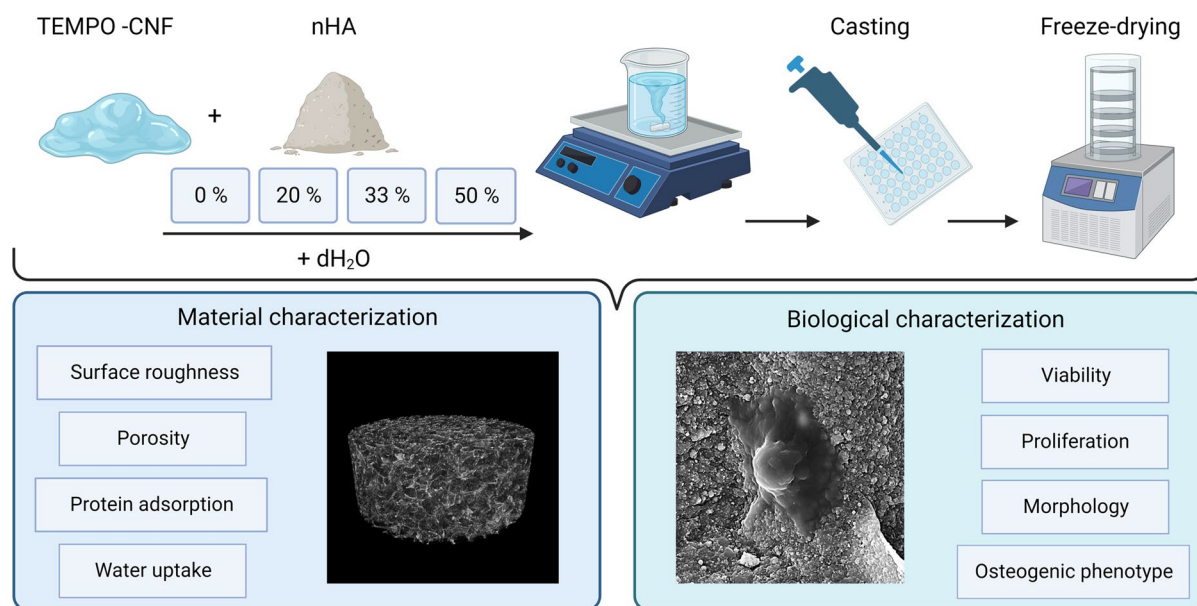 TEMPO -CNF
nHA
Casting
Freeze-drying
+
0 %
20 %
33 %
50 %
+ dH₂O
Material characterization
Surface roughness
Porosity
Protein adsorption
Water uptake
Biological characterization
Viability
Proliferation
Morphology
Osteogenic phenotype